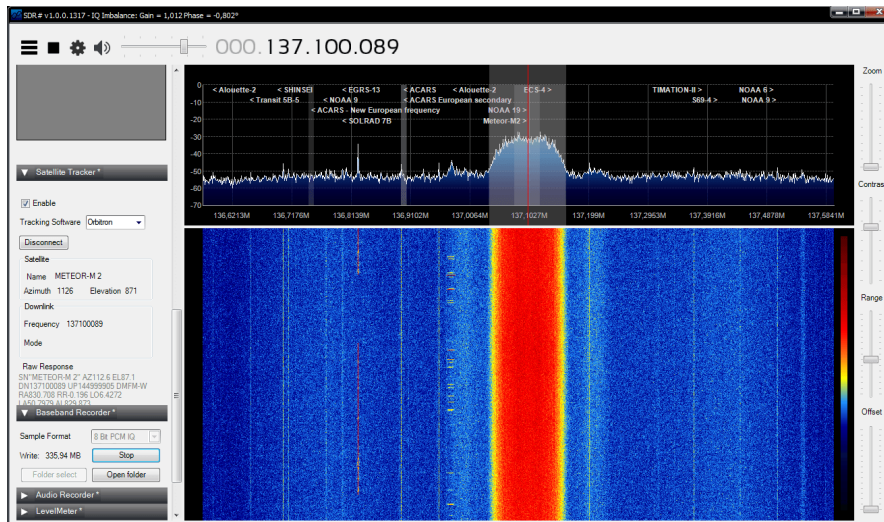 SDR# v1.0.0.1317 - IQ Imbalance: Gain = 1,012 Phase = -0,802°
000.137.100.089
Zoom
Contras
Range
Offset
0
-10
-20
-30
-40
-50
-60
-70
< Alouette-2 < SHINSEI < EGRS-13 < ACARS < Alouette-2 ECS-4 > TIMATION-II > NOAA 6 >
< Transit 5B-5 < NOAA 9 < ACARS European secondary S69-4 > NOAA 9 >
< ACARS - New European frequency NOAA 19 >
< SOLRAD 7B Meteor-M2 >
136,6213M 136,7176M 136,8139M 136,9102M 137,0064M 137,1027M 137,199M 137,2953M 137,3916M 137,4878M 137,5841M
Satellite Tracker *
Enable
Tracking Software Orbitron
Disconnect
Satellite
Name METEOR-M 2
Azimuth 1126 Elevation 871
Downlink
Frequency 137100089
Mode
Raw Response
SN"METEOR-M 2" AZ112.6 EL87.1
DN137100089 UP144999905 DMFM-W
RA830.708 RR-0.196 LO6.4272
LA50.7979 AL829.873
Baseband Recorder *
Sample Format 8 Bit PCM IQ
Write: 335.94 MB Stop
Folder select Open folder
Audio Recorder *
LevelMeter *